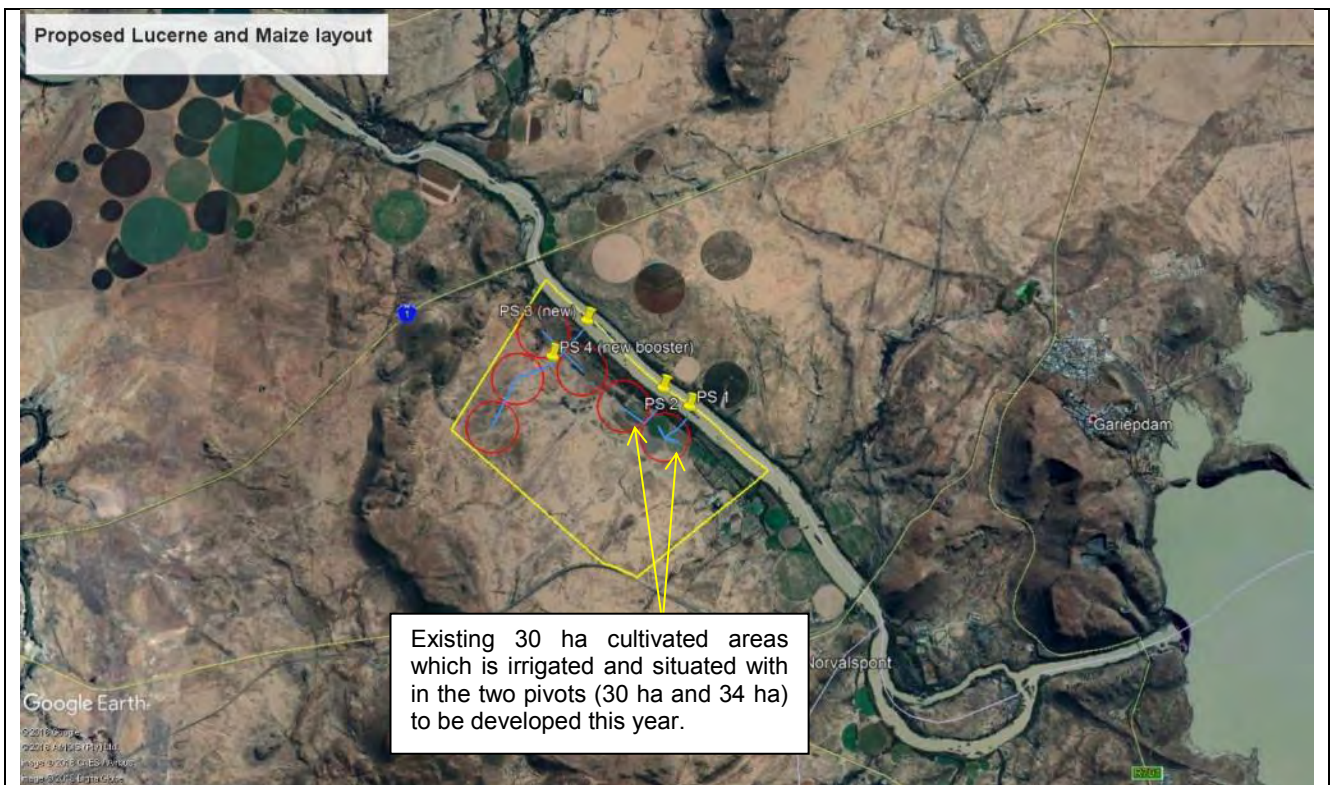 Proposed Lucerne and Maize layout
1
PS 3 (new)
PS 4 (new booster)
PS 2
PS 1
Gariepdam
Existing 30 ha cultivated areas
which is irrigated and situated with
in the two pivots (30 ha and 34 ha)
to be developed this year.
Norvalspont
Google Earth